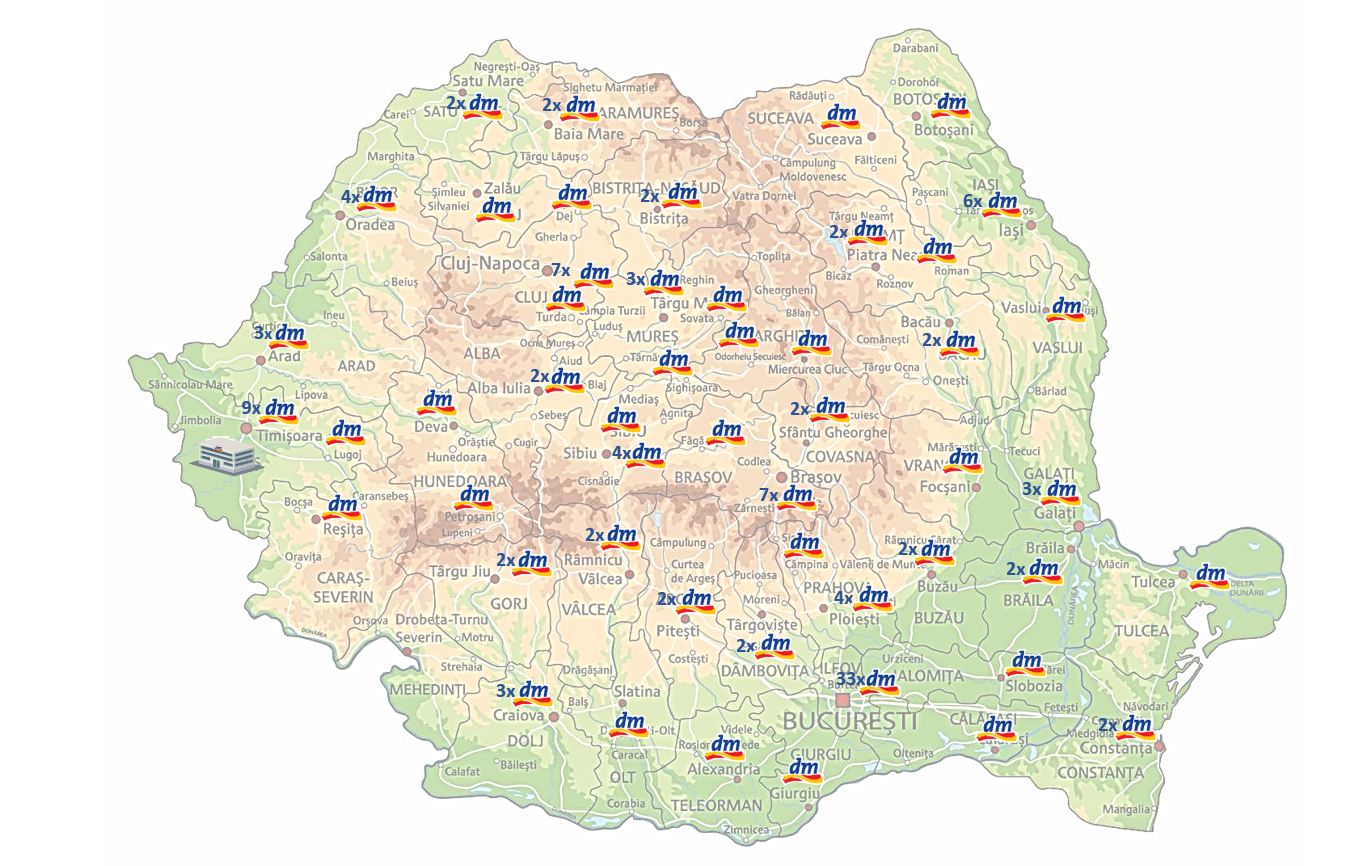 Darabani
Negrești-Oaș
Satu Mare
Sighetu Marmației
Dorohoi
Rădăuți
BOTOȘANI
dm
2x dm
2x dm
Carei
MARAMUREȘ
Borșa
SUCEAVA
dm
Suceava
Botoșani
Baia Mare
Marghita
Târgu Lăpuș
Câmpulung
Moldovenesc
Fălticeni
4x dm
Oradea
Șimleu
Silvaniei
Zalău
dm
dm
Dej
BISTRIȚA-NĂSĂUD
2x dm
Bistrița
Vatra Dornei
Pașcani
IAȘI
6x dm
Iași
Târgu Neamț
2x dm
Piatra Nea
dm
Roman
Gherla
Salonta
Beiuș
Cluj-Napoca
7x dm
CLUJ
dm
Turda
Câmpia Turzii
3x dm
Reghin
Târgu M
dm
Sovata
Toplița
Gheorgheni
Bicaz
Roznov
Luduș
MUREȘ
Bălan
Bacău
Vaslui
dm
Ineu
3x dm
Arad
ARAD
ALBA
Ocna Mureș
Aiud
dm
Odorheiu Secuiesc
dm
Miercurea Ciuc
Comănești
2x dm
BACĂU
VASLUI
Târgu Ocna
Onești
Bârlad
Sânnicolau Mare
Lipova
Alba Iulia
2x dm
Blaj
dm
Sighișoara
Mediaș
Jimbolia
9x dm
Timișoara
dm
Lugoj
dm
Deva
Sebeș
dm
SIBIU
Agnita
dm
2x dm
Sfântu Gheorghe
Adjud
Orăștie
Cugir
Hunedoara
Sibiu
4x dm
Cisnădie
Codlea
COVASNA
Mărășești
dm
Focșani
Tecuci
GALAȚI
3x dm
Galați
HUNEDOARA
BRAȘOV
Brașov
7x dm
Zărnești
Bocșa
dm
Reșița
Caransebeș
dm
Petroșani
Lupeni
Oravița
CARAȘ-
SEVERIN
Târgu Jiu
2x dm
GORJ
2x dm
Râmnicu
Vâlcea
VÂLCEA
Câmpulung
Curtea
de Argeș
dm
Câmpina
Vălenii de Munte
PRAHOVA
Râmnicu Sărat
2x dm
Buzău
BUZĂU
Brăila
2x dm
BRĂILA
Măcin
Tulcea
dm
DELTA
DUNĂRII
TULCEA
DUNĂREA
Pucioasa
Moreni
Târgoviște
2x dm
DÂMBOVIȚA
4x dm
Ploiești
2x dm
Pitești
Costești
Orșova
DUNĂREA
Drobeta-Turnu
Severin
Motru
Strehaia
MEHEDINȚI
Drăgășani
3x dm
Craiova
DOLJ
Balș
Slatina
dm
Caracal
OLT
ILFOV
33x dm
BUCUREȘTI
Urziceni
IALOMIȚA
dm
Slobozia
Fetești
CĂLĂRAȘI
dm
Oltenița
Videle
dm
Alexandria
TELEORMAN
GIURGIU
dm
Giurgiu
Năvodari
Medgidia
2x dm
Constanța
CONSTANȚA
Mangalia
Calafat
Băilești
Corabia
DUNĂREA
Zimnicea